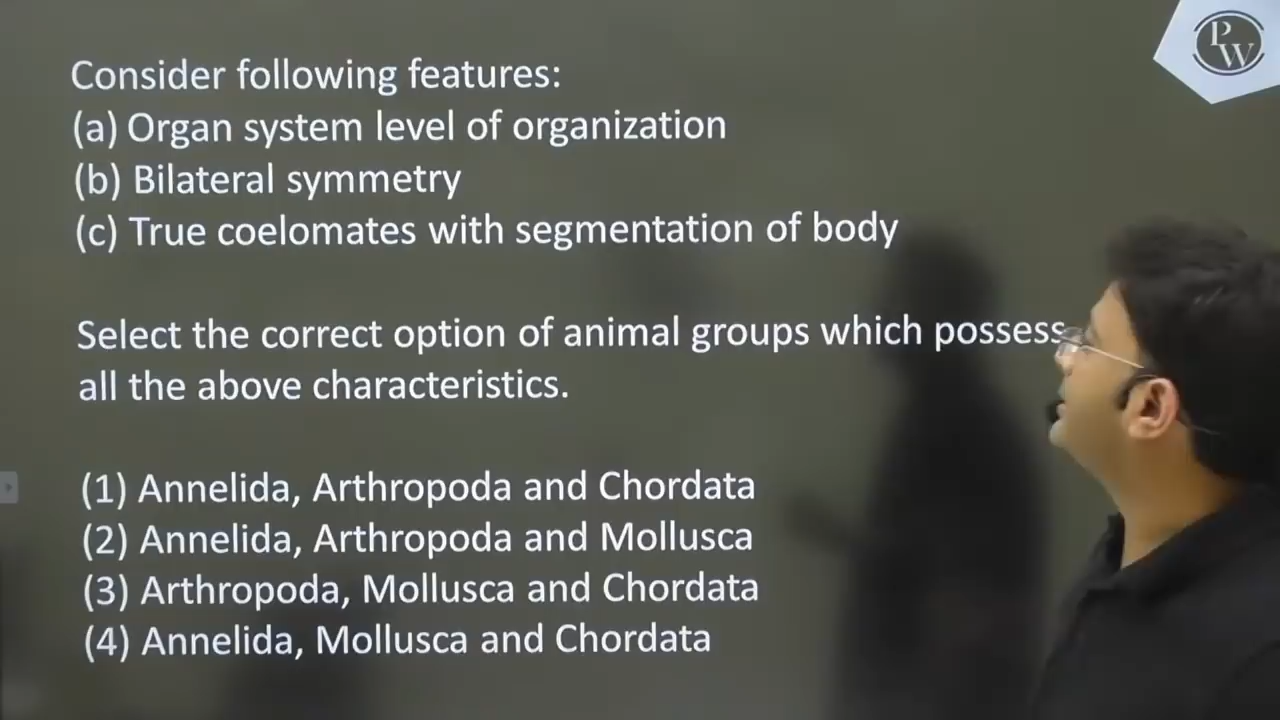 PW
Consider following features:
(a) Organ system level of organization
(b) Bilateral symmetry
(c) True coelomates with segmentation of body
Select the correct option of animal groups which possess
all the above characteristics.
(1) Annelida, Arthropoda and Chordata
(2) Annelida, Arthropoda and Mollusca
(3) Arthropoda, Mollusca and Chordata
(4) Annelida, Mollusca and Chordata